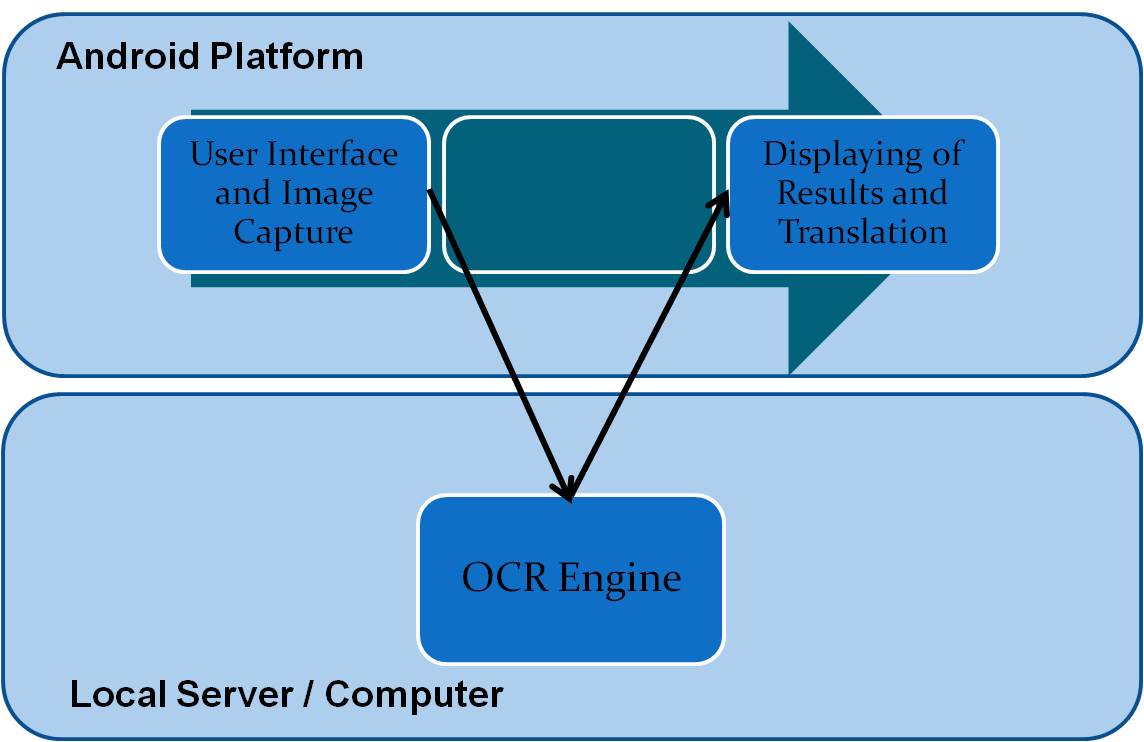 Android Platform
User Interface
and Image
Capture
Displaying of
Results and
Translation
OCR Engine
Local Server / Computer